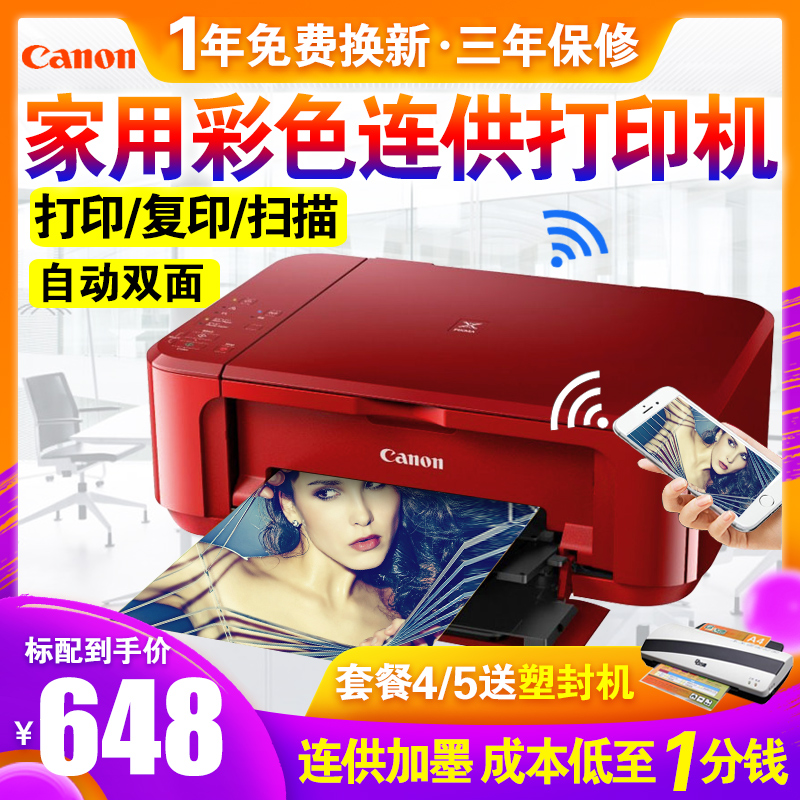 Canon
1年免费换新·三年保修
家用彩色连供打印机
打印/复印/扫描
自动双面
PIXMA
Canon
A4
标配到手价
¥648
套餐4/5送塑封机
连供加墨 成本低至1分钱